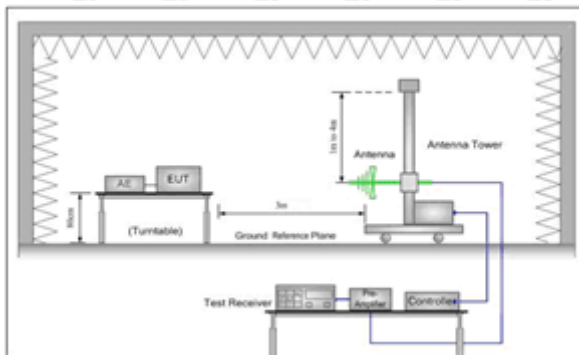 1m to 4m
Antenna
Antenna Tower
AE
EUT
80cm
(Turntable)
3m
Ground Reference Plane
Test Receiver
Pre-
Amplifier
Controller